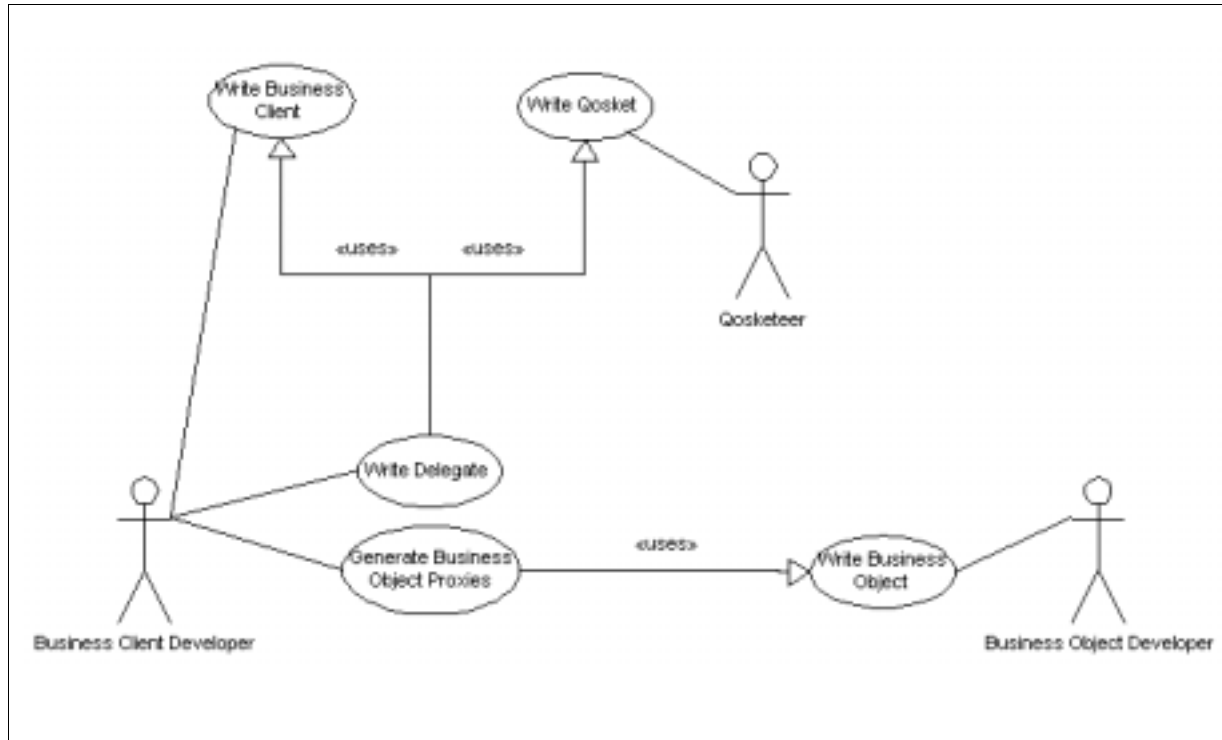 Write Business
Client
Write Qosket
«uses»
«uses»
Qosketeer
Write Delegate
Generate Business
Object Proxies
«uses»
Write Business
Object
Business Client Developer
Business Object Developer